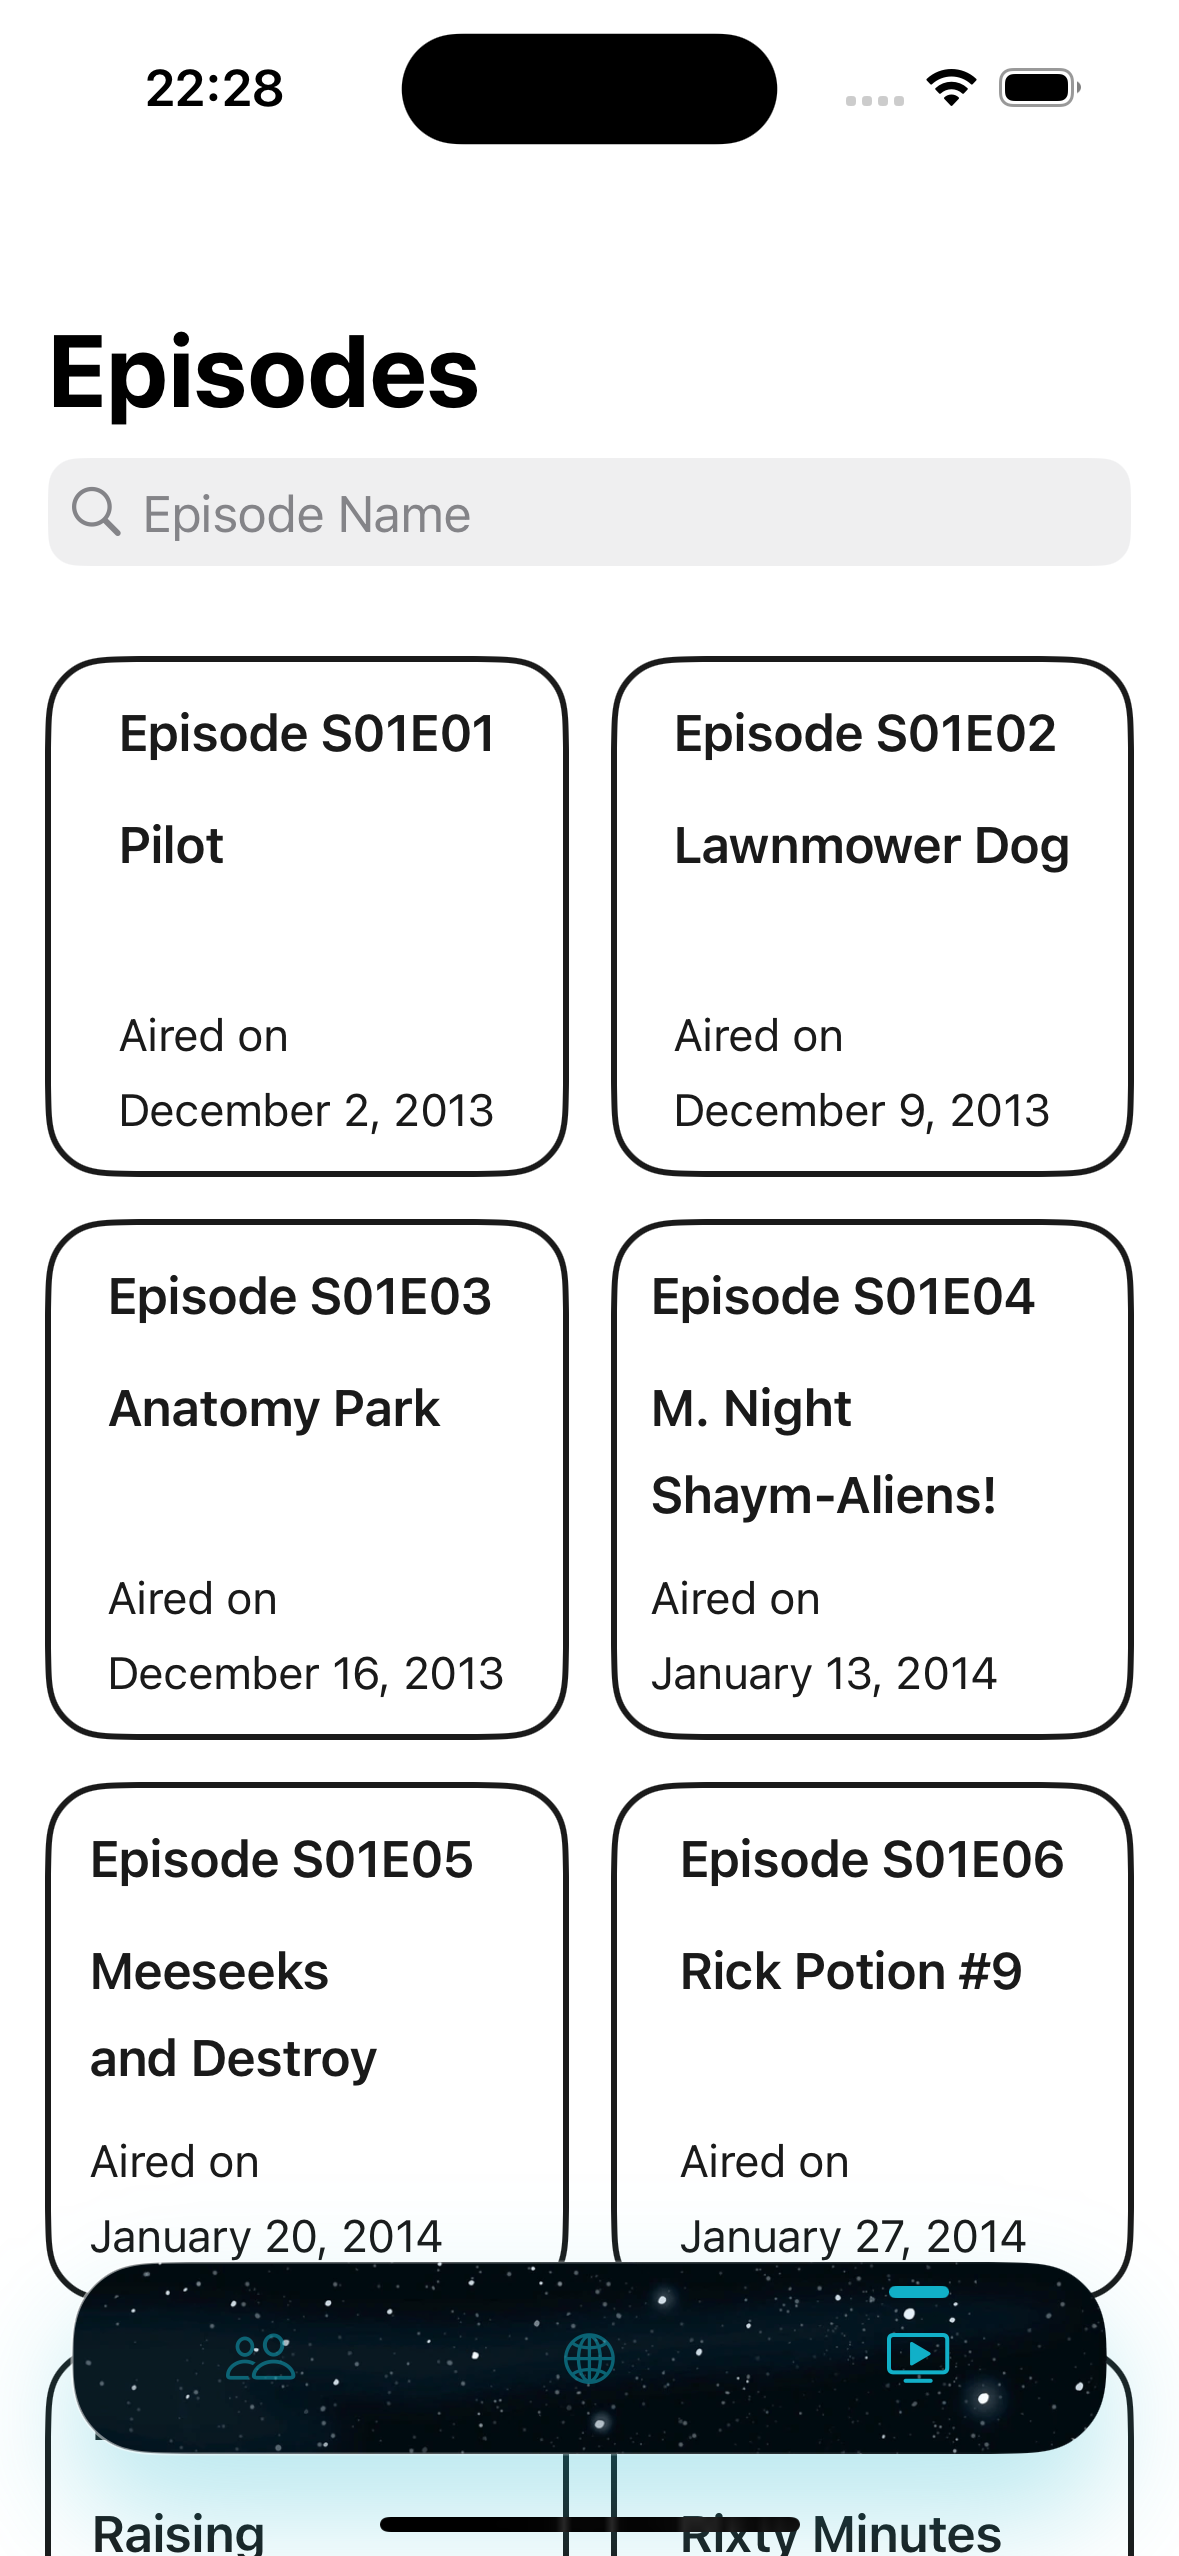 22:28
Episodes
Episode Name
Episode S01E01
Pilot
Aired on
December 2, 2013
Episode S01E02
Lawnmower Dog
Aired on
December 9, 2013
Episode S01E03
Anatomy Park
Aired on
December 16, 2013
Episode S01E04
M. Night
Shaym-Aliens!
Aired on
January 13, 2014
Episode S01E05
Meeseeks
and Destroy
Aired on
January 20, 2014
Episode S01E06
Rick Potion #9
Aired on
January 27, 2014
Raising
Rixty Minutes